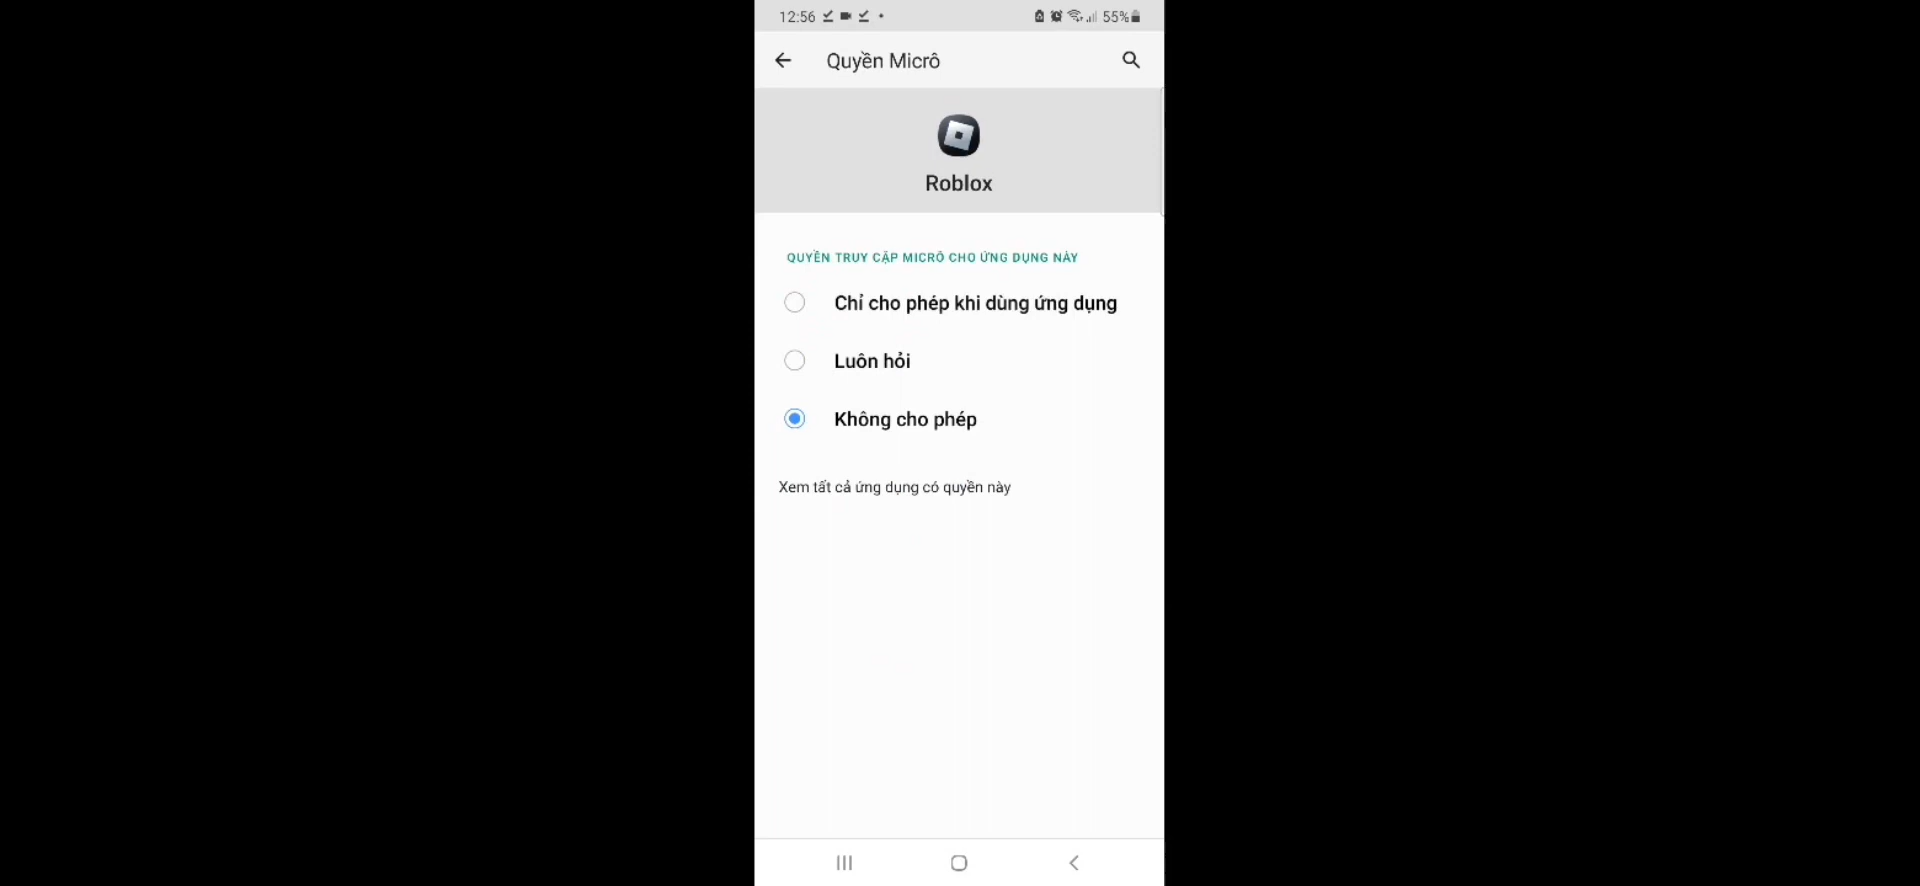 12:56
55%
Quyền Micrô
Roblox
QUYỀN TRUY CẬP MICRÔ CHO ỨNG DỤNG NÀY
Chỉ cho phép khi dùng ứng dụng
Luôn hỏi
Không cho phép
Xem tất cả ứng dụng có quyền này